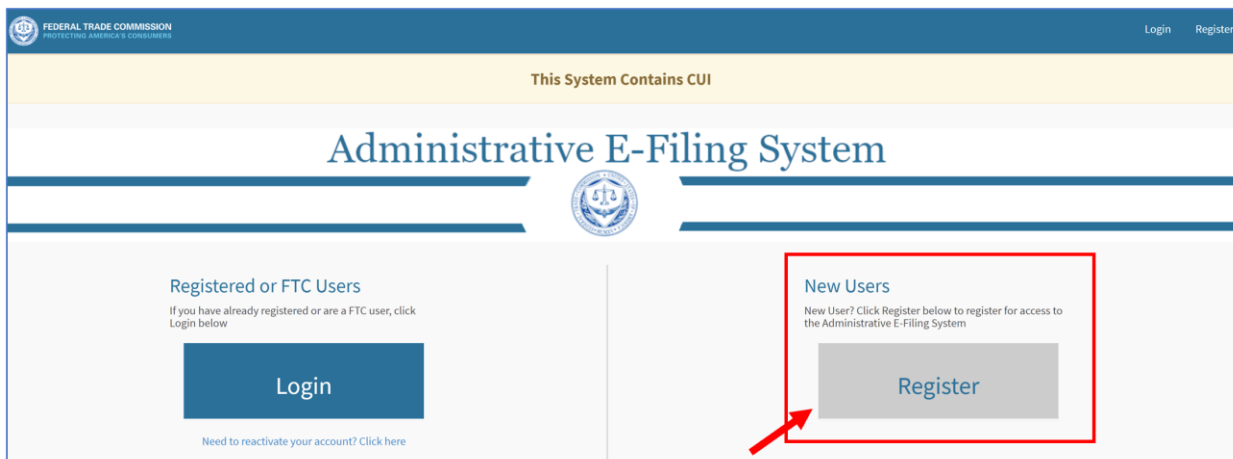 FEDERAL TRADE COMMISSION
PROTECTING AMERICA'S CONSUMERS
Login Register
This System Contains CUI
Administrative E-Filing System
Registered or FTC Users
If you have already registered or are a FTC user, click
Login below
Login
Need to reactivate your account? Click here
New Users
New User? Click Register below to register for access to
the Administrative E-Filing System
Register